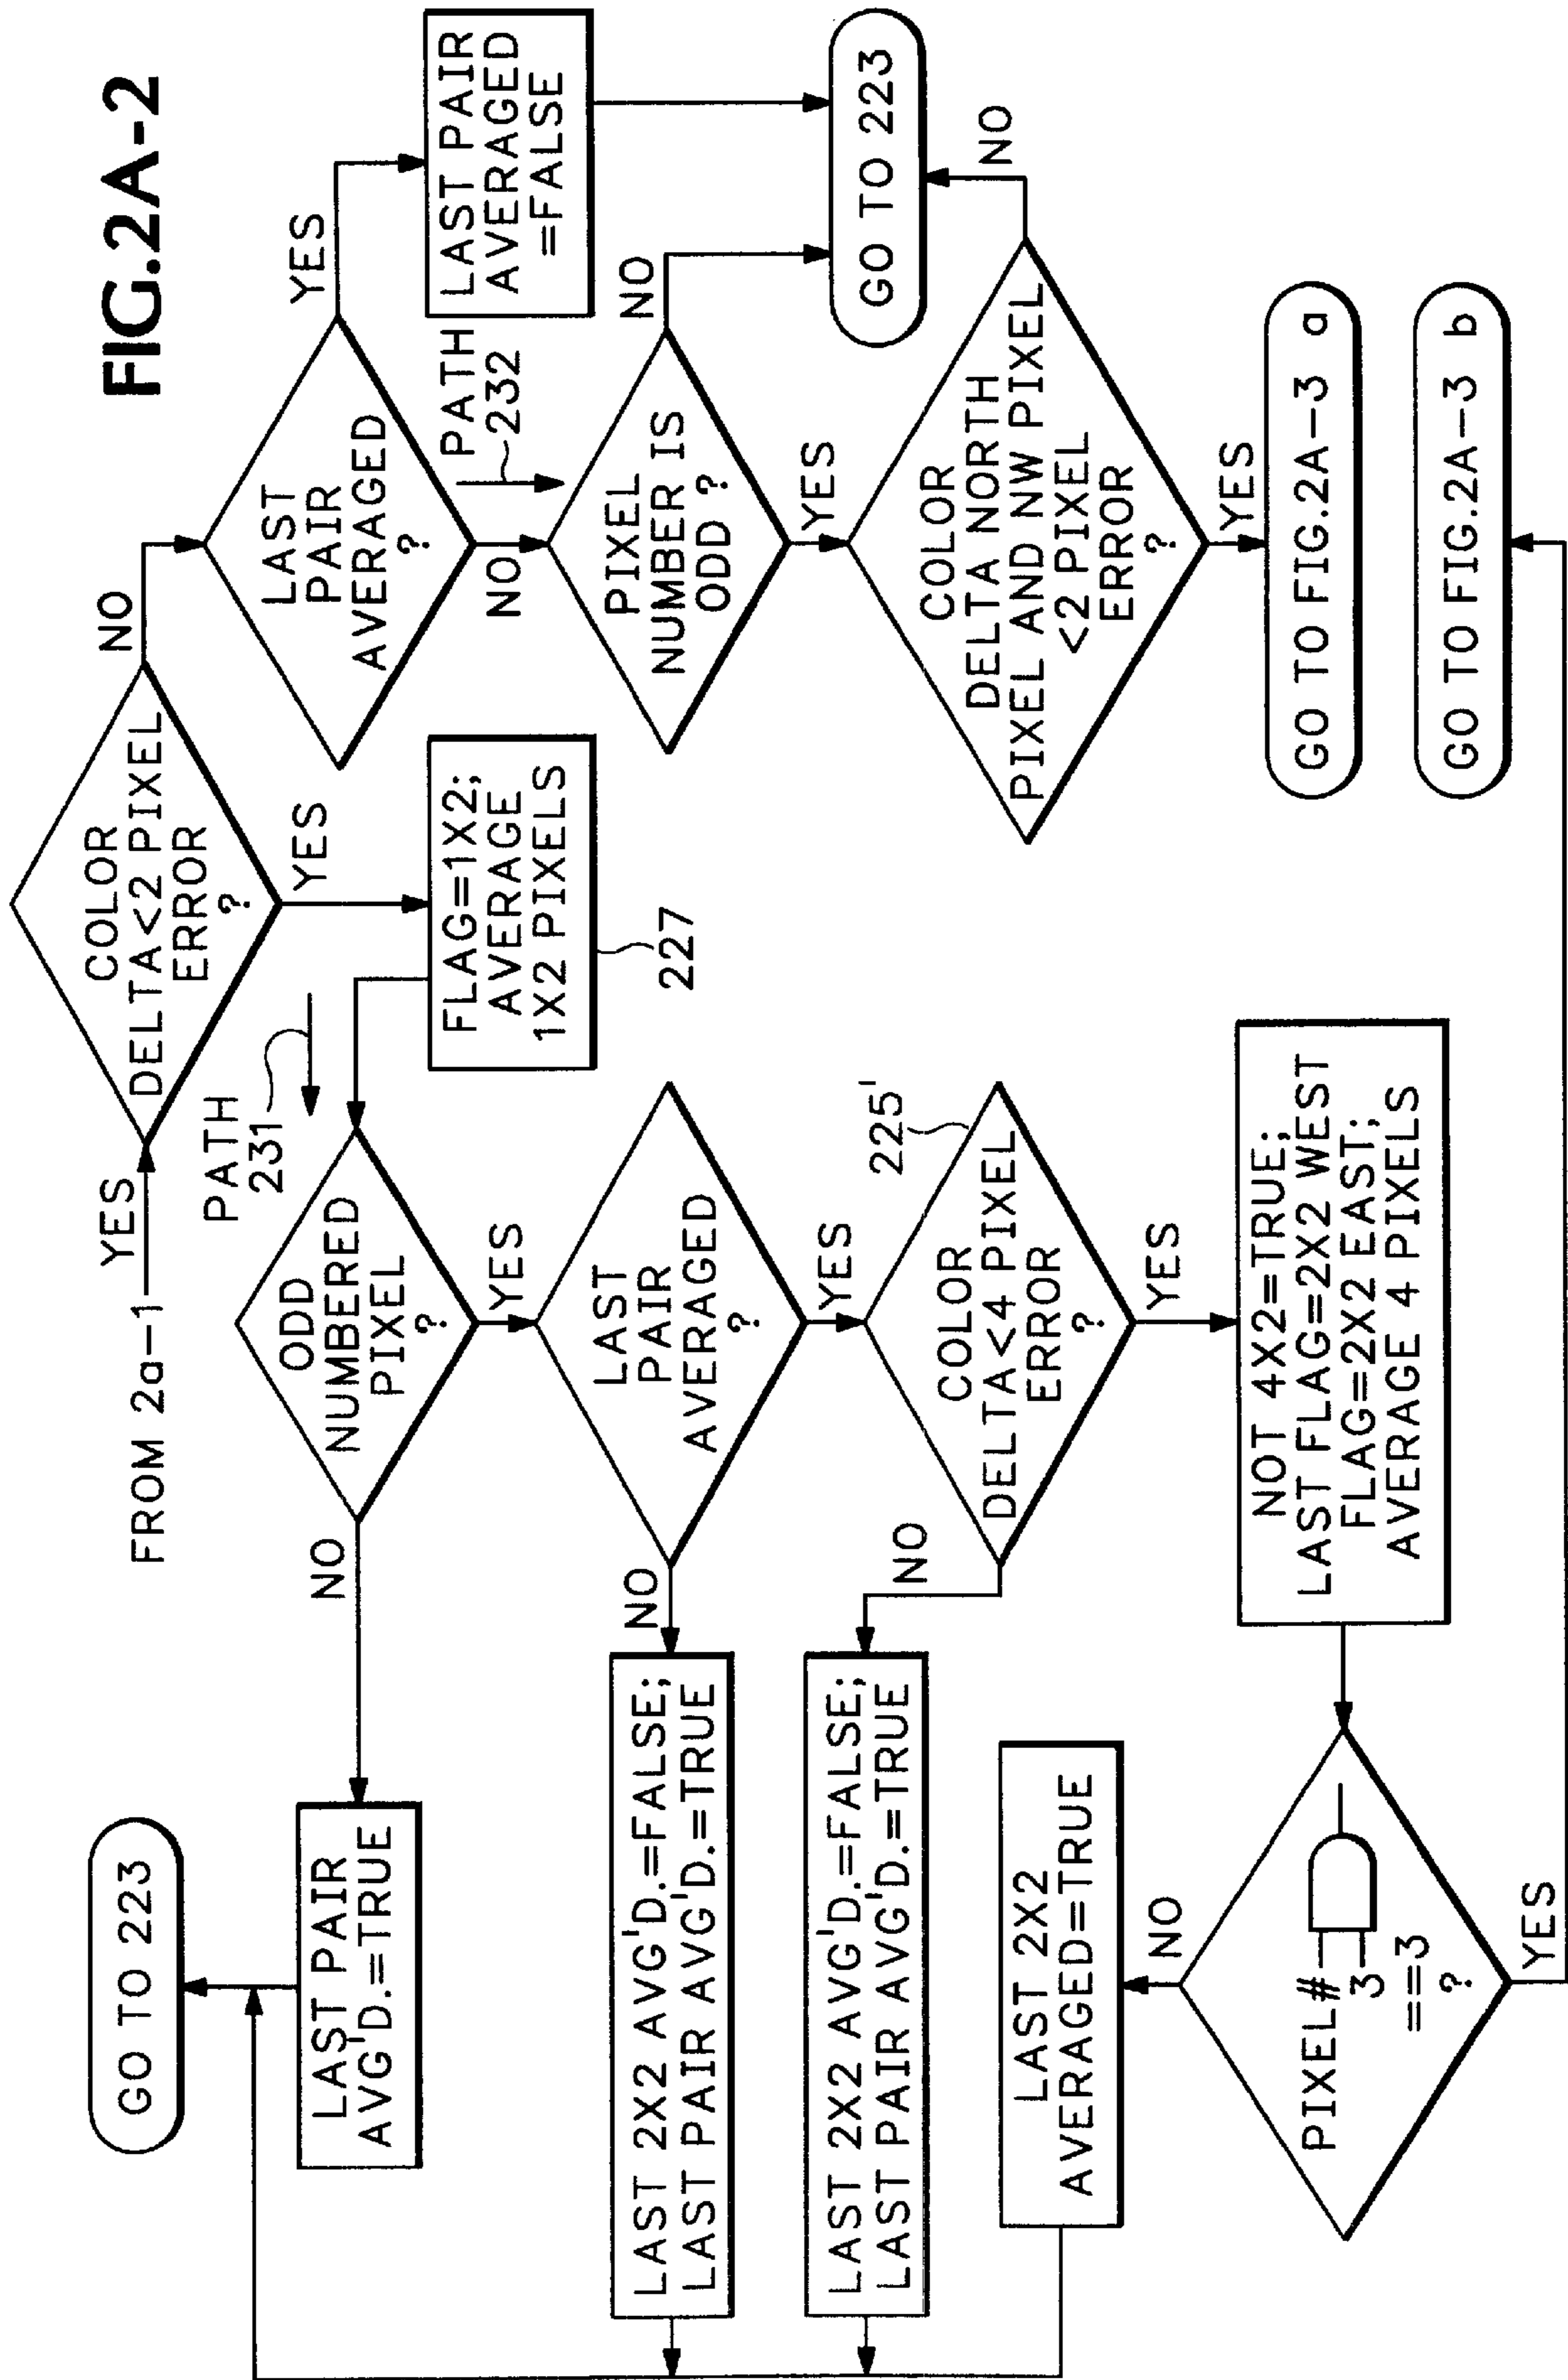 FIG.2A-2
FROM 2a-1
YES
COLOR
DELTA<2 PIXEL
ERROR
?
NO
YES
LAST
PAIR
AVERAGED
?
YES
NO
LAST PAIR
AVERAGED
=FALSE
PATH
232
PIXEL
NUMBER IS
ODD ?
NO
YES
GO TO 223
COLOR
DELTA NORTH
PIXEL AND NW PIXEL
<2 PIXEL
ERROR
?
NO
YES
GO TO FIG.2A-3 a
GO TO FIG.2A-3 b
FLAG=1X2;
AVERAGE
1X2 PIXELS
227
PATH
231
ODD
NUMBERED
PIXEL
?
NO
YES
LAST PAIR
AVG'D.=TRUE
GO TO 223
LAST
PAIR
AVERAGED
?
NO
YES
LAST 2X2 AVG'D.=FALSE;
LAST PAIR AVG'D.=TRUE
225'
COLOR
DELTA<4 PIXEL
ERROR
?
NO
YES
LAST 2X2 AVG'D.=FALSE;
LAST PAIR AVG'D.=TRUE
NOT 4X2=TRUE;
LAST FLAG=2X2 WEST
FLAG=2X2 EAST;
AVERAGE 4 PIXELS
PIXEL#
3
==3
?
NO
YES
LAST 2X2
AVERAGED=TRUE